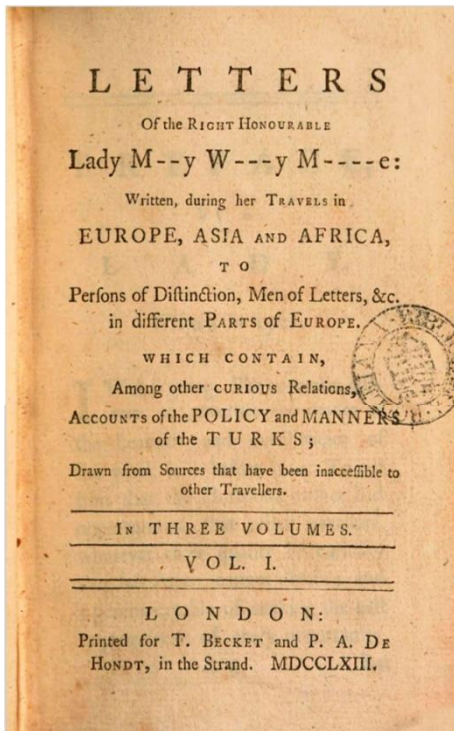 LETTERS
Of the RIGHT HONOURABLE
Lady M--y W---y M----e:
Written, during her TRAVELS in
EUROPE, ASIA AND AFRICA,
TO
Perſons of Diſtinction, Men of Letters, &c.
in different PARTS of EUROPE.
WHICH CONTAIN,
Among other CURIOUS Relations,
ACCOUNTS of the POLICY and MANNERS
of the TURKS;
Drawn from Sources that have been inacceſſible to
other Travellers.
IN THREE VOLUMES.
VOL. I.
LONDON:
Printed for T. BECKET and P. A. DE
HONDT, in the Strand. MDCCLXIII.